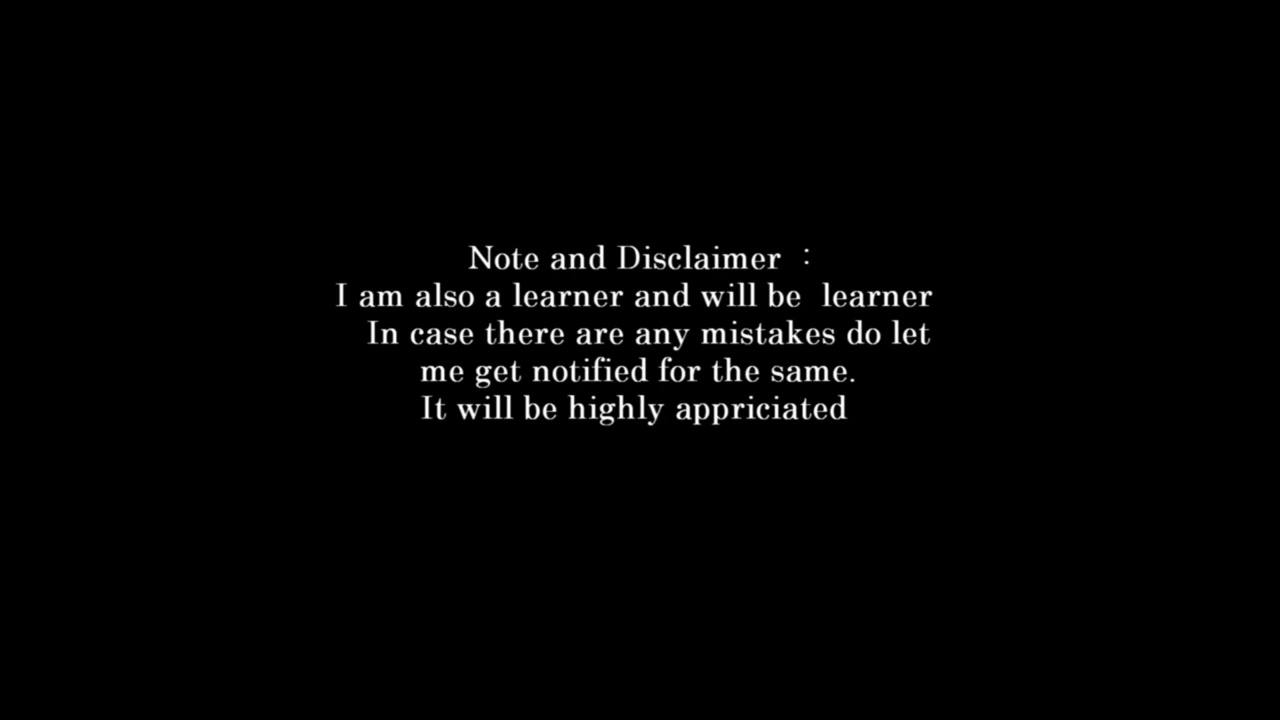 Note and Disclaimer :
I am also a learner and will be learner
In case there are any mistakes do let
me get notified for the same.
It will be highly appriciated